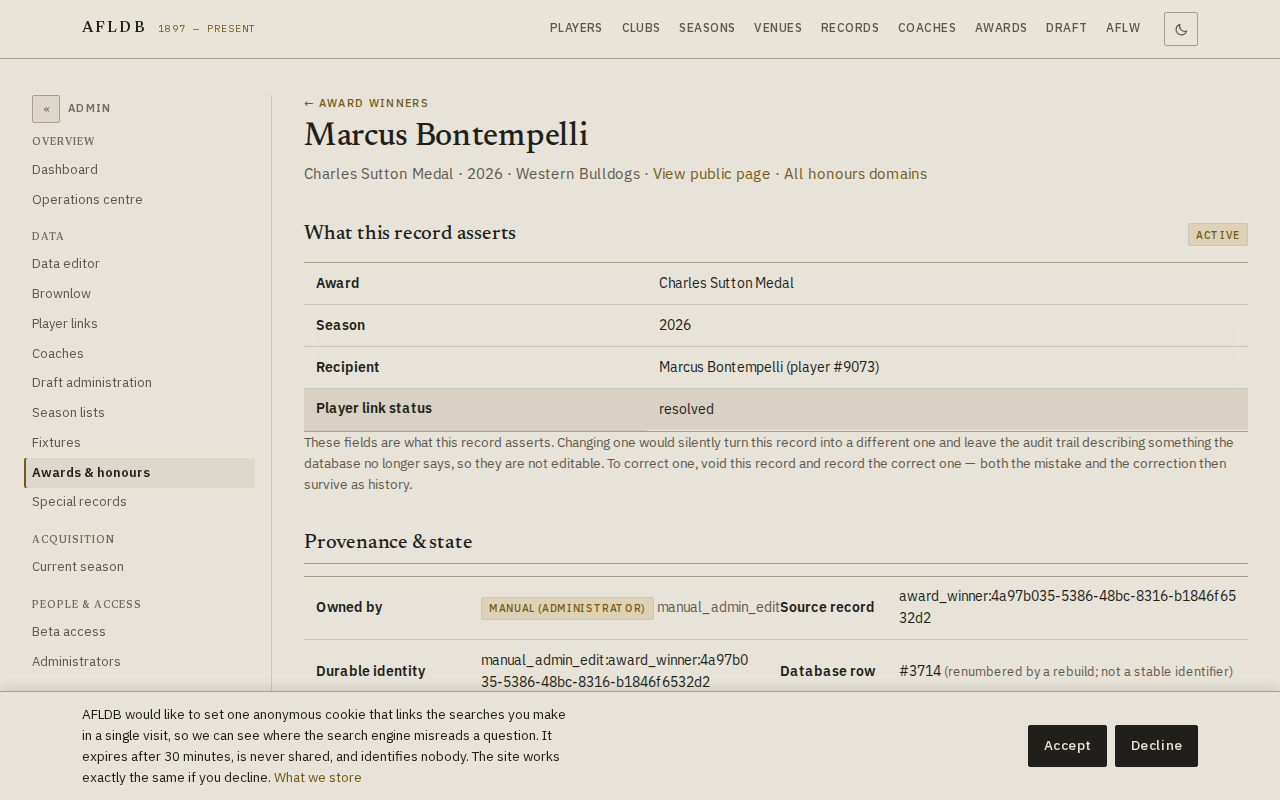 AFLDB 1897 — PRESENT
PLAYERS CLUBS SEASONS VENUES RECORDS COACHES AWARDS DRAFT AFLW
« ADMIN
OVERVIEW
Dashboard
Operations centre
DATA
Data editor
Brownlow
Player links
Coaches
Draft administration
Season lists
Fixtures
Awards & honours
Special records
ACQUISITION
Current season
PEOPLE & ACCESS
Beta access
Administrators
← AWARD WINNERS
Marcus Bontempelli
Charles Sutton Medal · 2026 · Western Bulldogs · View public page · All honours domains
What this record asserts ACTIVE
Award Charles Sutton Medal
Season 2026
Recipient Marcus Bontempelli (player #9073)
Player link status resolved
These fields are what this record asserts. Changing one would silently turn this record into a different one and leave the audit trail describing something the
database no longer says, so they are not editable. To correct one, void this record and record the correct one — both the mistake and the correction then
survive as history.
Provenance & state
Owned by MANUAL (ADMINISTRATOR) manual_admin_edit Source record award_winner:4a97b035-5386-48bc-8316-b1846f65
32d2
Durable identity manual_admin_edit:award_winner:4a97b0 Database row #3714 (renumbered by a rebuild; not a stable identifier)
35-5386-48bc-8316-b1846f6532d2
AFLDB would like to set one anonymous cookie that links the searches you make
in a single visit, so we can see where the search engine misreads a question. It
expires after 30 minutes, is never shared, and identifies nobody. The site works
exactly the same if you decline. What we store
Accept Decline